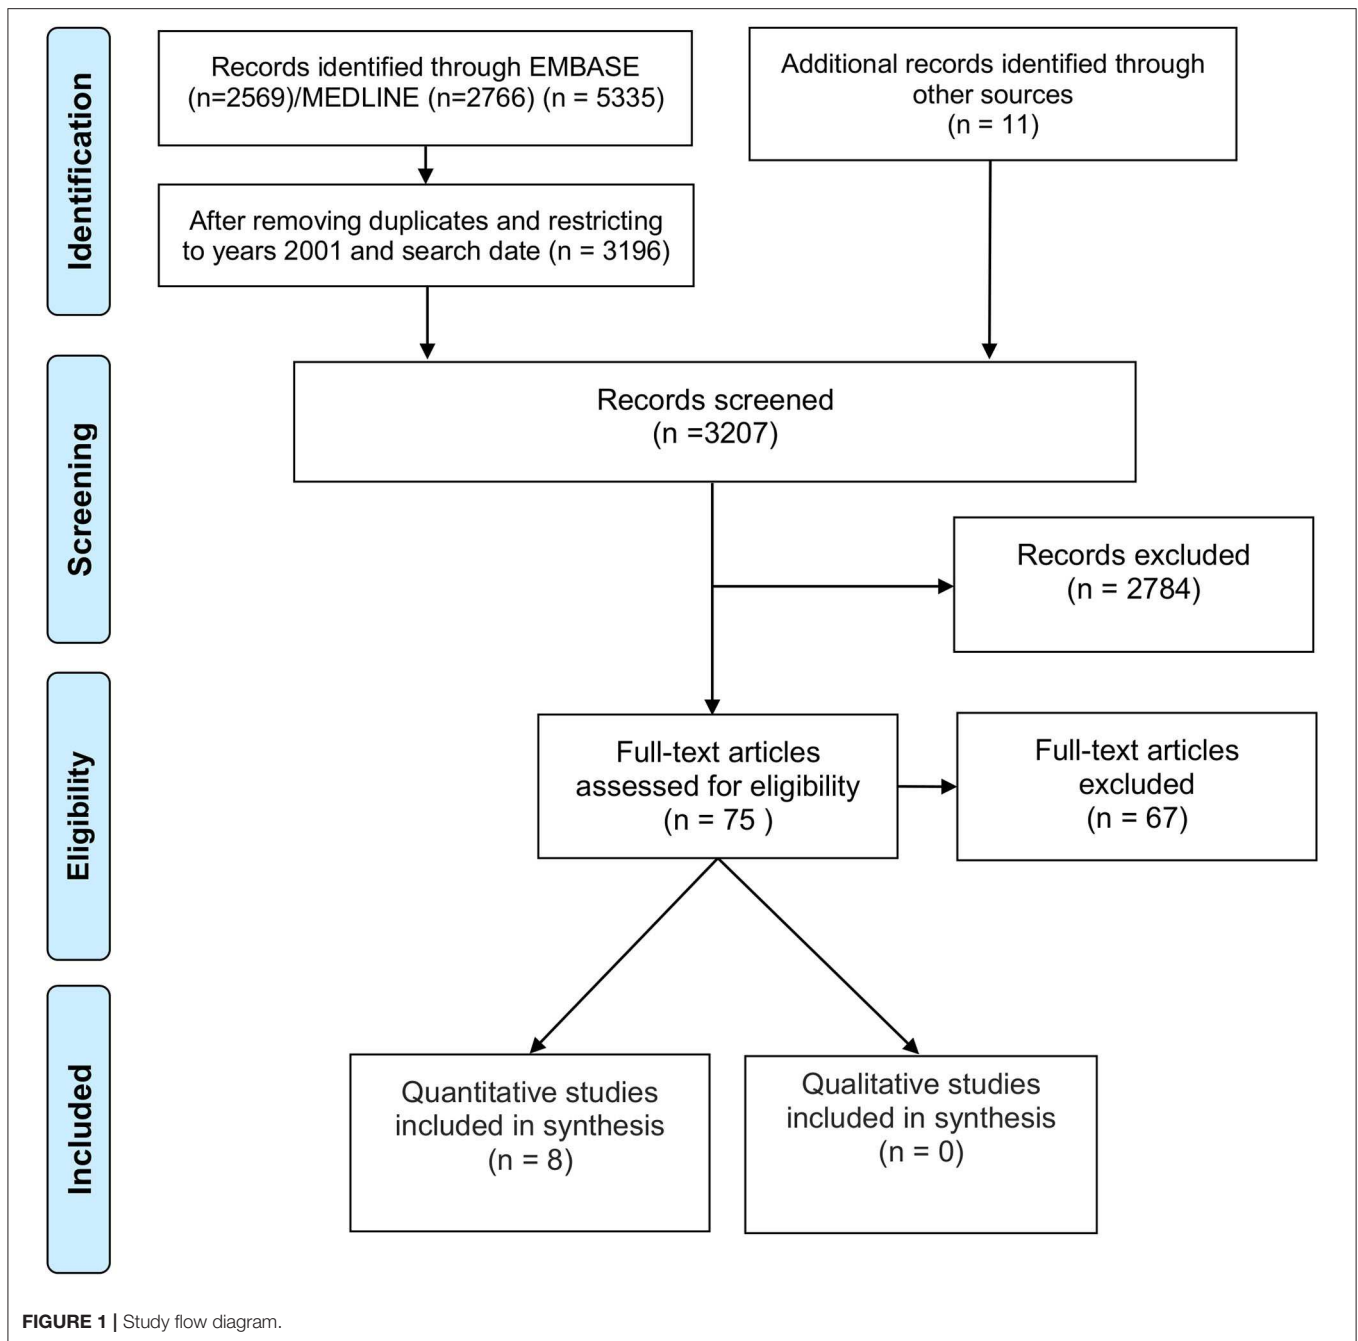 Identification
Records identified through EMBASE
(n=2569)/MEDLINE (n=2766) (n = 5335)
Additional records identified through
other sources
(n = 11)
After removing duplicates and restricting
to years 2001 and search date (n = 3196)
Screening
Records screened
(n =3207)
Records excluded
(n = 2784)
Eligibility
Full-text articles
assessed for eligibility
(n = 75 )
Full-text articles
excluded
(n = 67)
Included
Quantitative studies
included in synthesis
(n = 8)
Qualitative studies
included in synthesis
(n = 0)
FIGURE 1 | Study flow diagram.